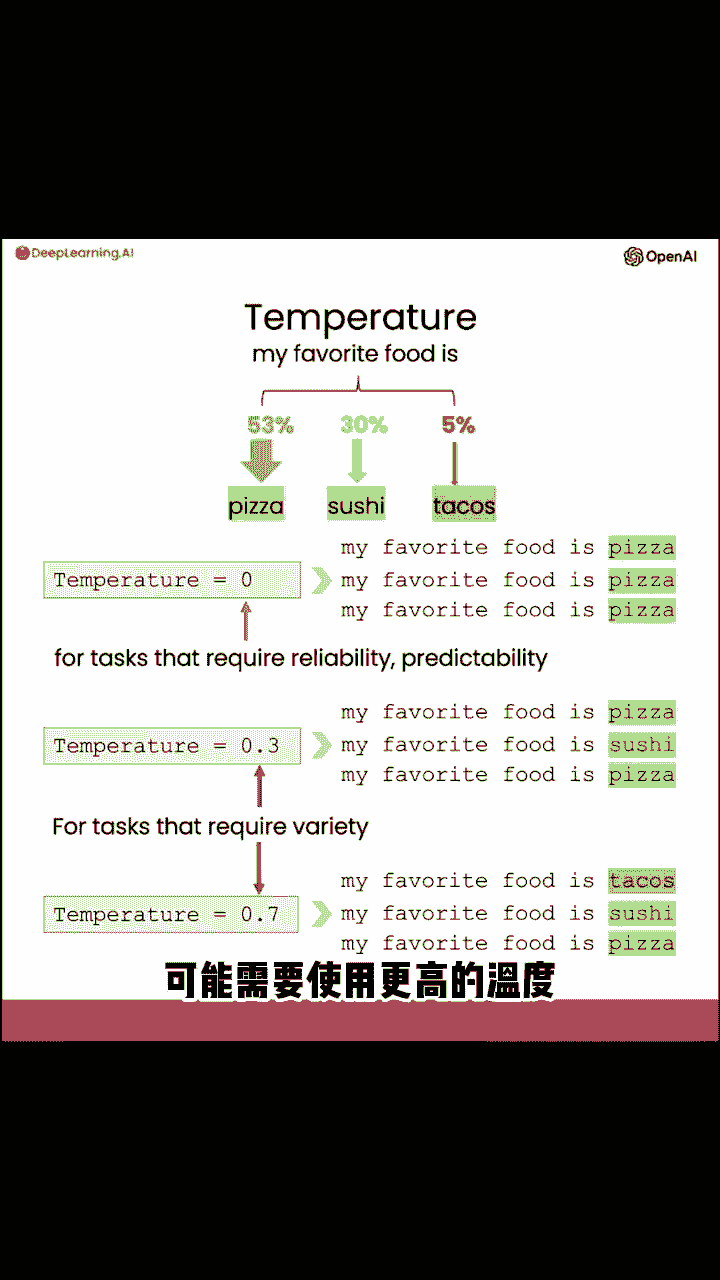 DeepLearning.AI
OpenAI
Temperature
my favorite food is
53% 30% 5%
pizza sushi tacos
my favorite food is pizza
Temperature = 0
my favorite food is pizza
my favorite food is pizza
for tasks that require reliability, predictability
my favorite food is pizza
Temperature = 0.3
my favorite food is sushi
my favorite food is pizza
For tasks that require variety
my favorite food is tacos
Temperature = 0.7
my favorite food is sushi
my favorite food is pizza
可能需要使用更高的溫度